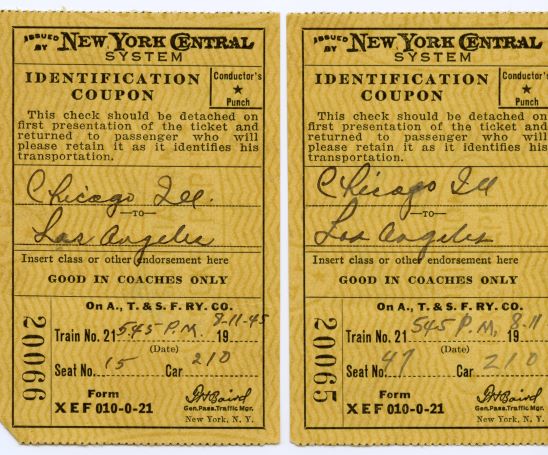 ISSUED BY NEW YORK CENTRAL
SYSTEM
IDENTIFICATION
COUPON
Conductor's
★
Punch
This check should be detached on
first presentation of the ticket and
returned to passenger who will
please retain it as it identifies his
transportation.
Chicago Ill.
—TO—
Los Angeles
Insert class or other endorsement here
GOOD IN COACHES ONLY
20066
On A., T. & S. F. RY. CO.
Train No. 21 545 P.M. 8-11-45 19
(Date)
Seat No. 15 Car 210
Form
XEF 010-0-21
Gen. Pass. Traffic Mgr.
New York, N. Y.
ISSUED BY NEW YORK CENTRAL
SYSTEM
IDENTIFICATION
COUPON
Conductor's
★
Punch
This check should be detached on
first presentation of the ticket and
returned to passenger who will
please retain it as it identifies his
transportation.
Chicago Ill
—TO—
Los Angeles
Insert class or other endorsement here
GOOD IN COACHES ONLY
20065
On A., T. & S. F. RY. CO.
Train No. 21 545 P.M, 8-11 19
(Date)
Seat No. 47 Car 210
Form
XEF 010-0-21
Gen. Pass. Traffic Mgr.
New York, N. Y.